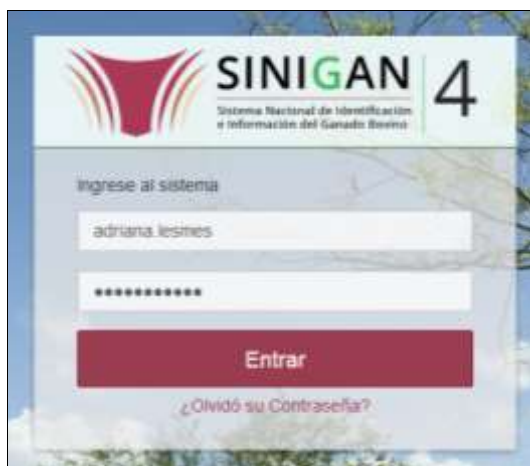 SINIGAN 4
Sistema Nacional de Identificación
e Información del Ganado Bovino
Ingrese al sistema
adriana.lesmes
•••••••••••
Entrar
¿Olvidó su Contraseña?